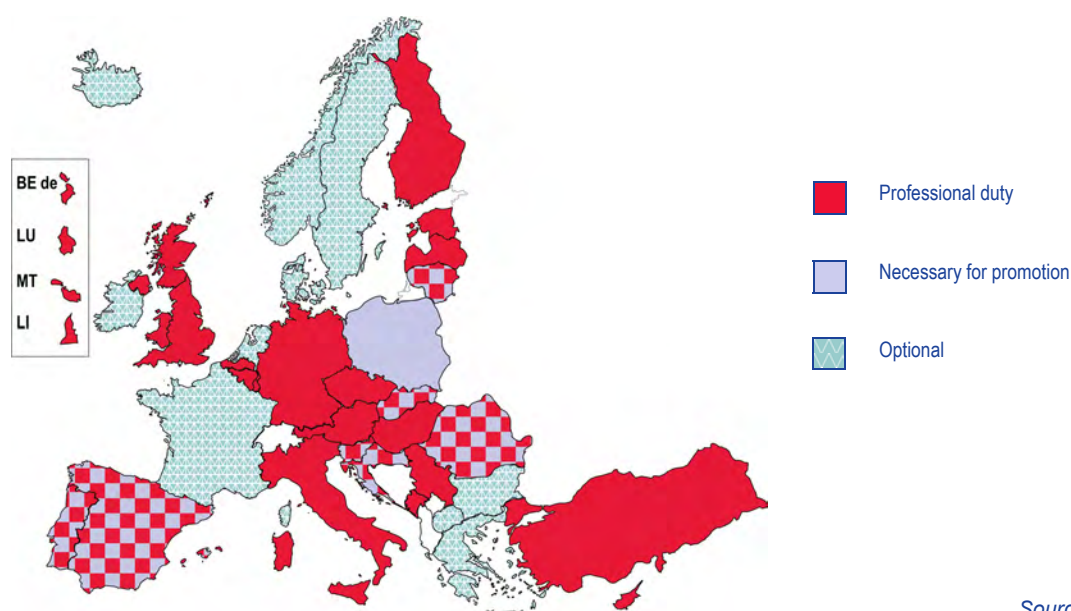 BE de
LU
MT
LI
Professional duty
Necessary for promotion
Optional